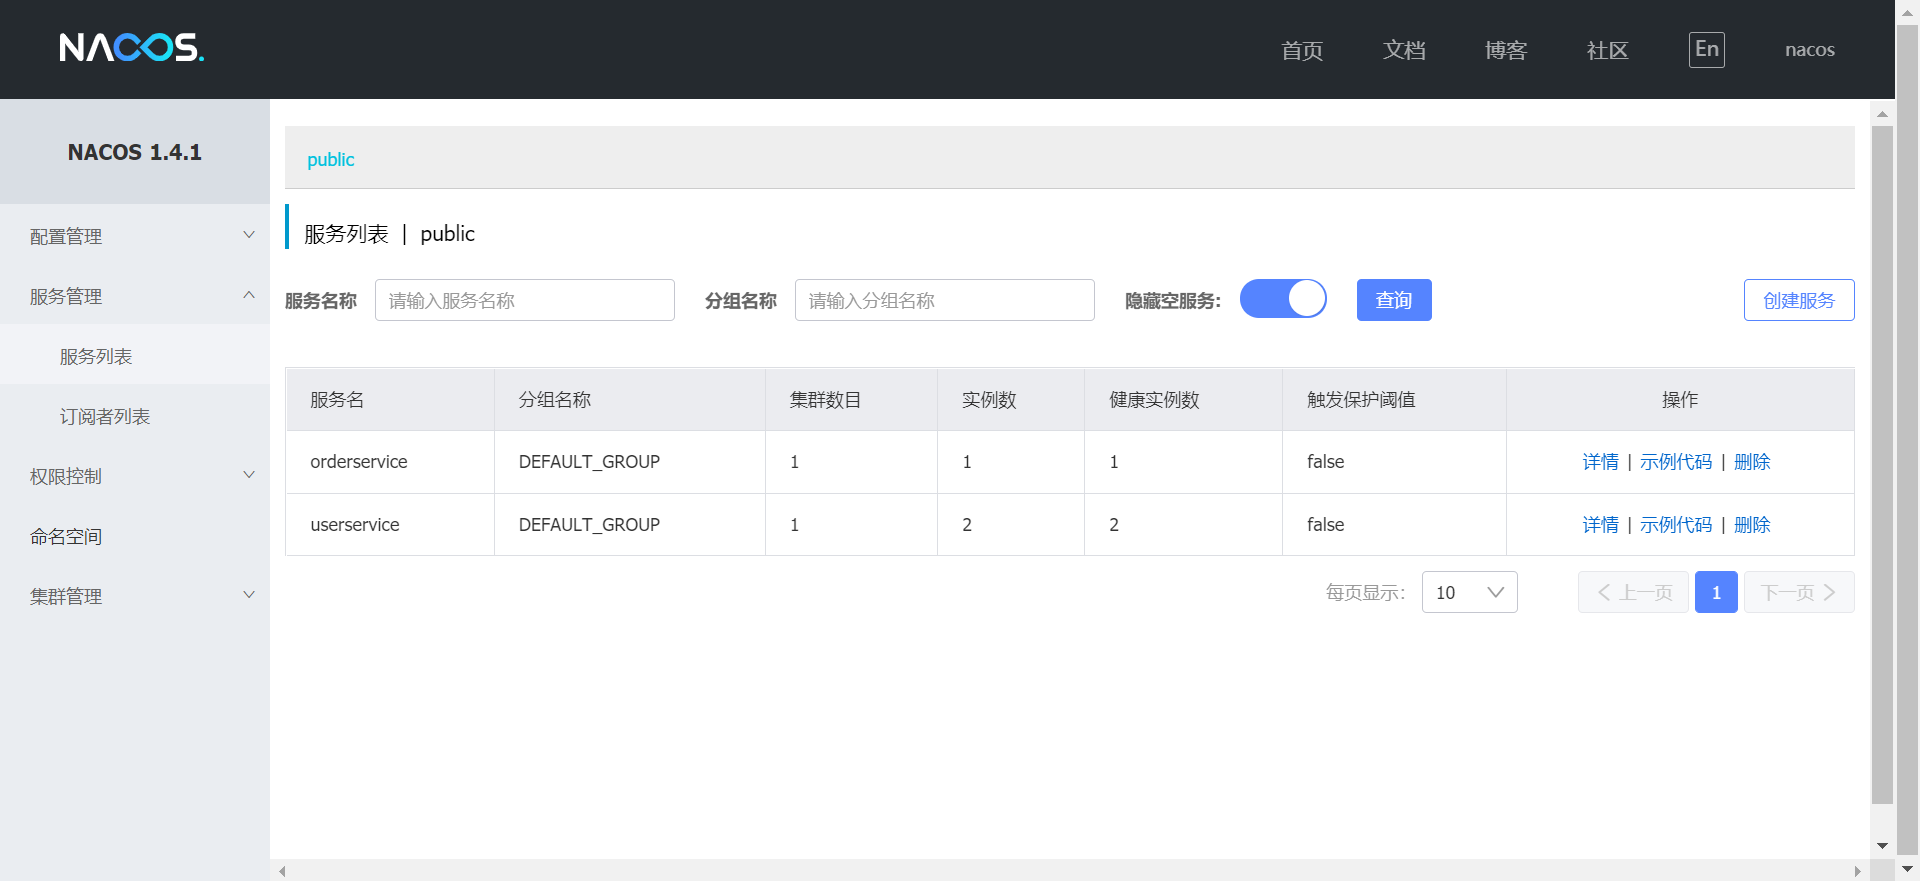 NACOS.
首页 文档 博客 社区 En nacos
NACOS 1.4.1
配置管理
服务管理
服务列表
订阅者列表
权限控制
命名空间
集群管理
public
服务列表 | public
服务名称 请输入服务名称 分组名称 请输入分组名称 隐藏空服务: 查询 创建服务
服务名 分组名称 集群数目 实例数 健康实例数 触发保护阈值 操作
orderservice DEFAULT_GROUP 1 1 1 false 详情 | 示例代码 | 删除
userservice DEFAULT_GROUP 1 2 2 false 详情 | 示例代码 | 删除
每页显示: 10 上一页 1 下一页